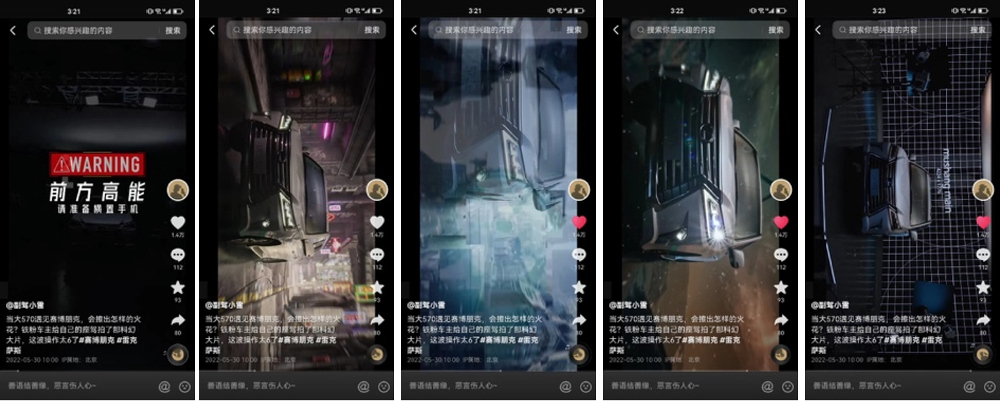 3:21
搜索你感兴趣的内容 搜索
WARNING
前方高能
请准备横置手机
1.4万
112
93
80
@副驾小雷
当大570遇见赛博朋克，会擦出怎样的火
花？铁粉车主给自己的座驾拍了部科幻
大片，这波操作太6了#赛博朋克 #雷克
萨斯
2022-05-30 10:00 IP属地：北京
善语结善缘，恶言伤人心~
3:21
搜索你感兴趣的内容 搜索
1.4万
112
93
80
@副驾小雷
当大570遇见赛博朋克，会擦出怎样的火
花？铁粉车主给自己的座驾拍了部科幻
大片，这波操作太6了#赛博朋克 #雷克
萨斯
2022-05-30 10:00 IP属地：北京
善语结善缘，恶言伤人心~
3:21
搜索你感兴趣的内容 搜索
1.4万
112
93
80
@副驾小雷
当大570遇见赛博朋克，会擦出怎样的火
花？铁粉车主给自己的座驾拍了部科幻
大片，这波操作太6了#赛博朋克 #雷克
萨斯
2022-05-30 10:00 IP属地：北京
善语结善缘，恶言伤人心~
3:22
搜索你感兴趣的内容 搜索
1.4万
112
93
80
@副驾小雷
当大570遇见赛博朋克，会擦出怎样的火
花？铁粉车主给自己的座驾拍了部科幻
大片，这波操作太6了#赛博朋克 #雷克
萨斯
2022-05-30 10:00 IP属地：北京
善语结善缘，恶言伤人心~
3:23
搜索你感兴趣的内容 搜索
1.4万
112
93
80
@副驾小雷
当大570遇见赛博朋克，会擦出怎样的火
花？铁粉车主给自己的座驾拍了部科幻
大片，这波操作太6了#赛博朋克 #雷克
萨斯
2022-05-30 10:00 IP属地：北京
善语结善缘，恶言伤人心~